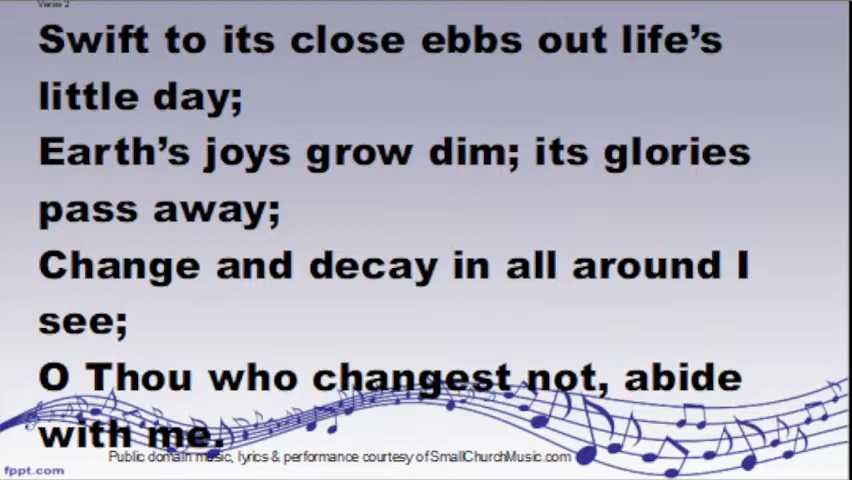 Verse 2
Swift to its close ebbs out life’s
little day;
Earth’s joys grow dim; its glories
pass away;
Change and decay in all around I
see;
O Thou who changest not, abide
with me.
Public domain music, lyrics & performance courtesy of SmallChurchMusic.com
fppt.com